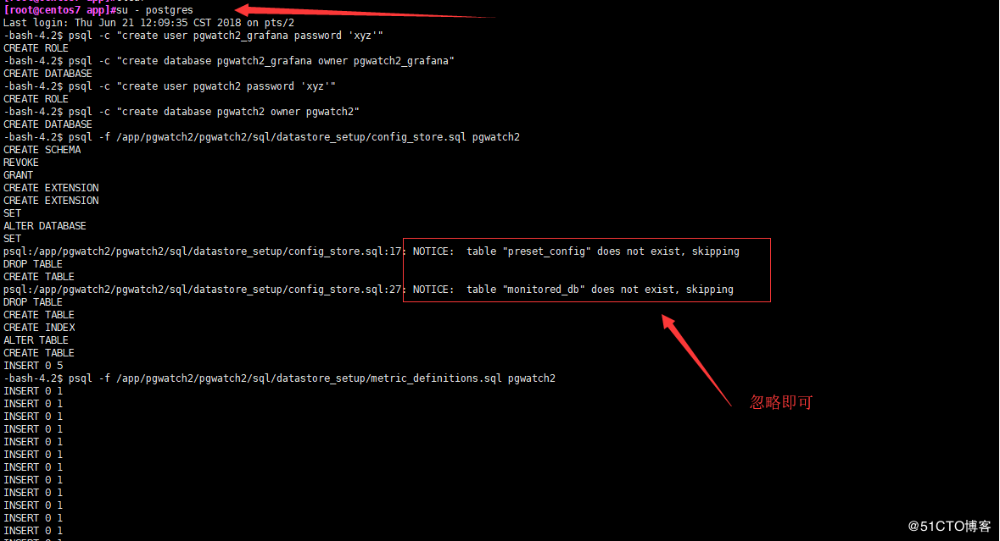 [root@centos7 app]#su - postgres
Last login: Thu Jun 21 12:09:35 CST 2018 on pts/2
-bash-4.2$ psql -c "create user pgwatch2_grafana password 'xyz'"
CREATE ROLE
-bash-4.2$ psql -c "create database pgwatch2_grafana owner pgwatch2_grafana"
CREATE DATABASE
-bash-4.2$ psql -c "create user pgwatch2 password 'xyz'"
CREATE ROLE
-bash-4.2$ psql -c "create database pgwatch2 owner pgwatch2"
CREATE DATABASE
-bash-4.2$ psql -f /app/pgwatch2/pgwatch2/sql/datastore_setup/config_store.sql pgwatch2
CREATE SCHEMA
REVOKE
GRANT
CREATE EXTENSION
CREATE EXTENSION
SET
ALTER DATABASE
SET
psql:/app/pgwatch2/pgwatch2/sql/datastore_setup/config_store.sql:17: NOTICE:  table "preset_config" does not exist, skipping
DROP TABLE
CREATE TABLE
psql:/app/pgwatch2/pgwatch2/sql/datastore_setup/config_store.sql:27: NOTICE:  table "monitored_db" does not exist, skipping
DROP TABLE
CREATE TABLE
CREATE INDEX
ALTER TABLE
CREATE TABLE
INSERT 0 5
-bash-4.2$ psql -f /app/pgwatch2/pgwatch2/sql/datastore_setup/metric_definitions.sql pgwatch2
INSERT 0 1
INSERT 0 1
忽略即可
INSERT 0 1
INSERT 0 1
INSERT 0 1
INSERT 0 1
INSERT 0 1
INSERT 0 1
INSERT 0 1
INSERT 0 1
INSERT 0 1
INSERT 0 1
@51CTO博客